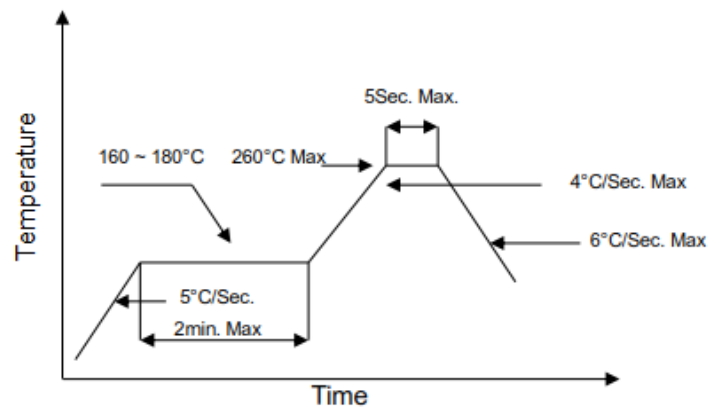 5Sec. Max.
160 ~ 180°C
260°C Max
4°C/Sec. Max
6°C/Sec. Max
5°C/Sec.
2min. Max
Temperature
Time